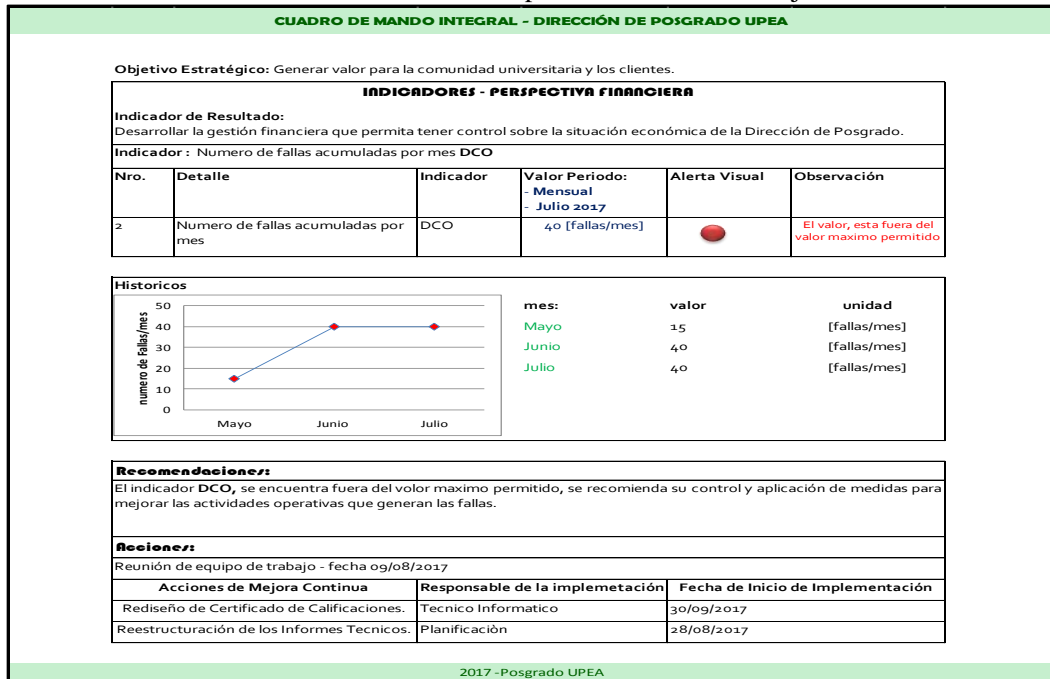 CUADRO DE MANDO INTEGRAL - DIRECCIÓN DE POSGRADO UPEA
Objetivo Estratégico: Generar valor para la comunidad universitaria y los clientes.
INDICADORES - PERSPECTIVA FINANCIERA
Indicador de Resultado:
Desarrollar la gestión financiera que permita tener control sobre la situación económica de la Dirección de Posgrado.
Indicador : Numero de fallas acumuladas por mes DCO
Nro. Detalle Indicador Valor Periodo: Alerta Visual Observación
- Mensual
- Julio 2017
2 Numero de fallas acumuladas por DCO 40 [fallas/mes] El valor, esta fuera del
mes valor maximo permitido
Historicos
numero de Fallas/mes
50
40
30
20
10
0
Mayo Junio Julio
mes: valor unidad
Mayo 15 [fallas/mes]
Junio 40 [fallas/mes]
Julio 40 [fallas/mes]
Recomendaciones:
El indicador DCO, se encuentra fuera del volor maximo permitido, se recomienda su control y aplicación de medidas para
mejorar las actividades operativas que generan las fallas.
Acciones:
Reunión de equipo de trabajo - fecha 09/08/2017
Acciones de Mejora Continua Responsable de la implemetación Fecha de Inicio de Implementación
Rediseño de Certificado de Calificaciones. Tecnico Informatico 30/09/2017
Reestructuración de los Informes Tecnicos. Planificaciòn 28/08/2017
2017 -Posgrado UPEA